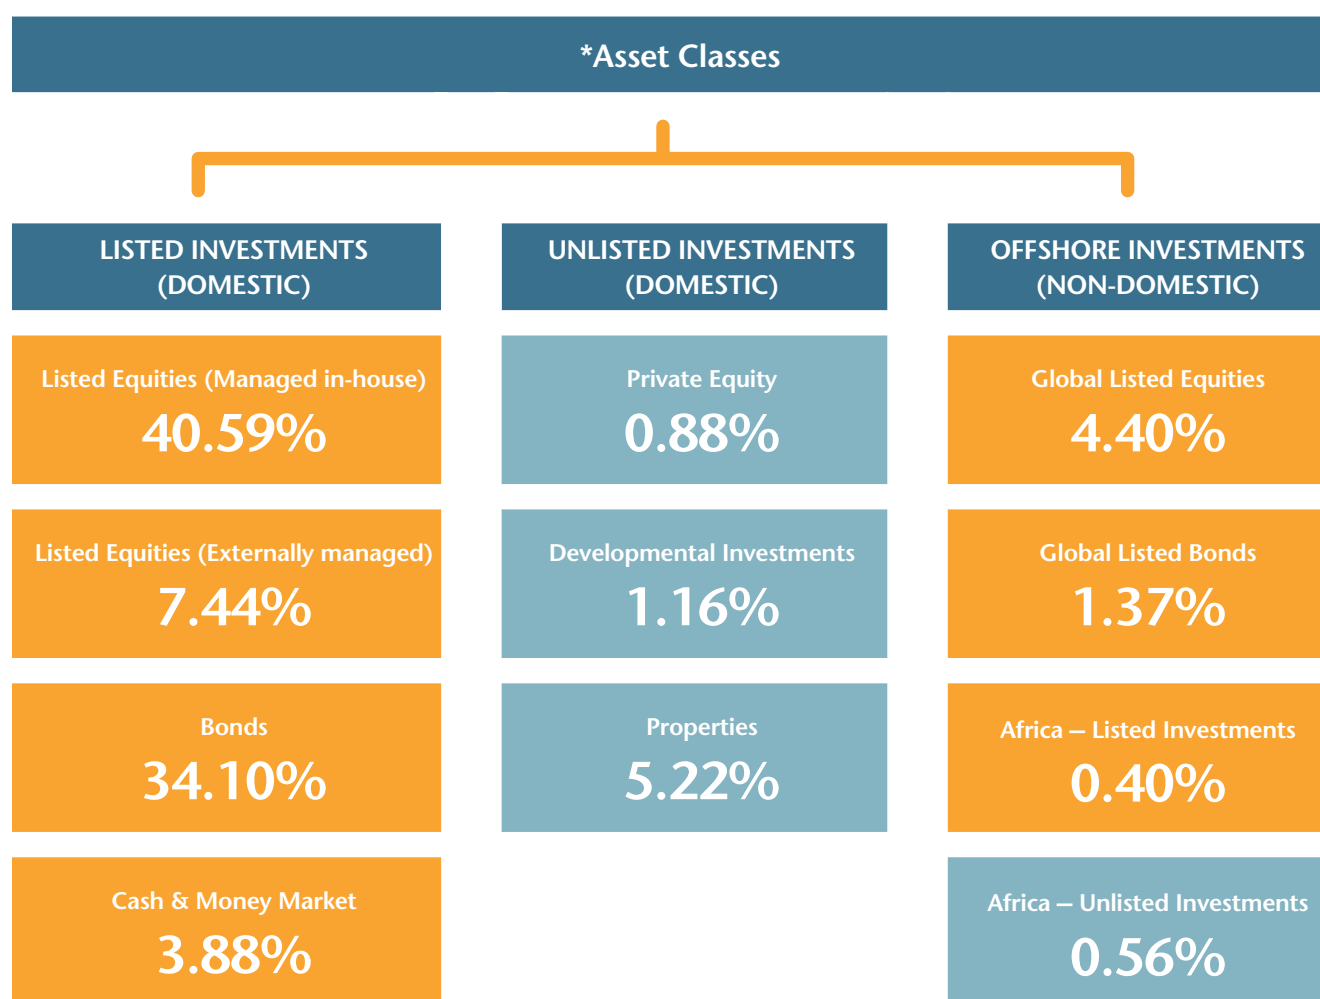 *Asset Classes
LISTED INVESTMENTS
(DOMESTIC)
Listed Equities (Managed in-house)
40.59%
Listed Equities (Externally managed)
7.44%
Bonds
34.10%
Cash & Money Market
3.88%
UNLISTED INVESTMENTS
(DOMESTIC)
Private Equity
0.88%
Developmental Investments
1.16%
Properties
5.22%
OFFSHORE INVESTMENTS
(NON-DOMESTIC)
Global Listed Equities
4.40%
Global Listed Bonds
1.37%
Africa – Listed Investments
0.40%
Africa – Unlisted Investments
0.56%